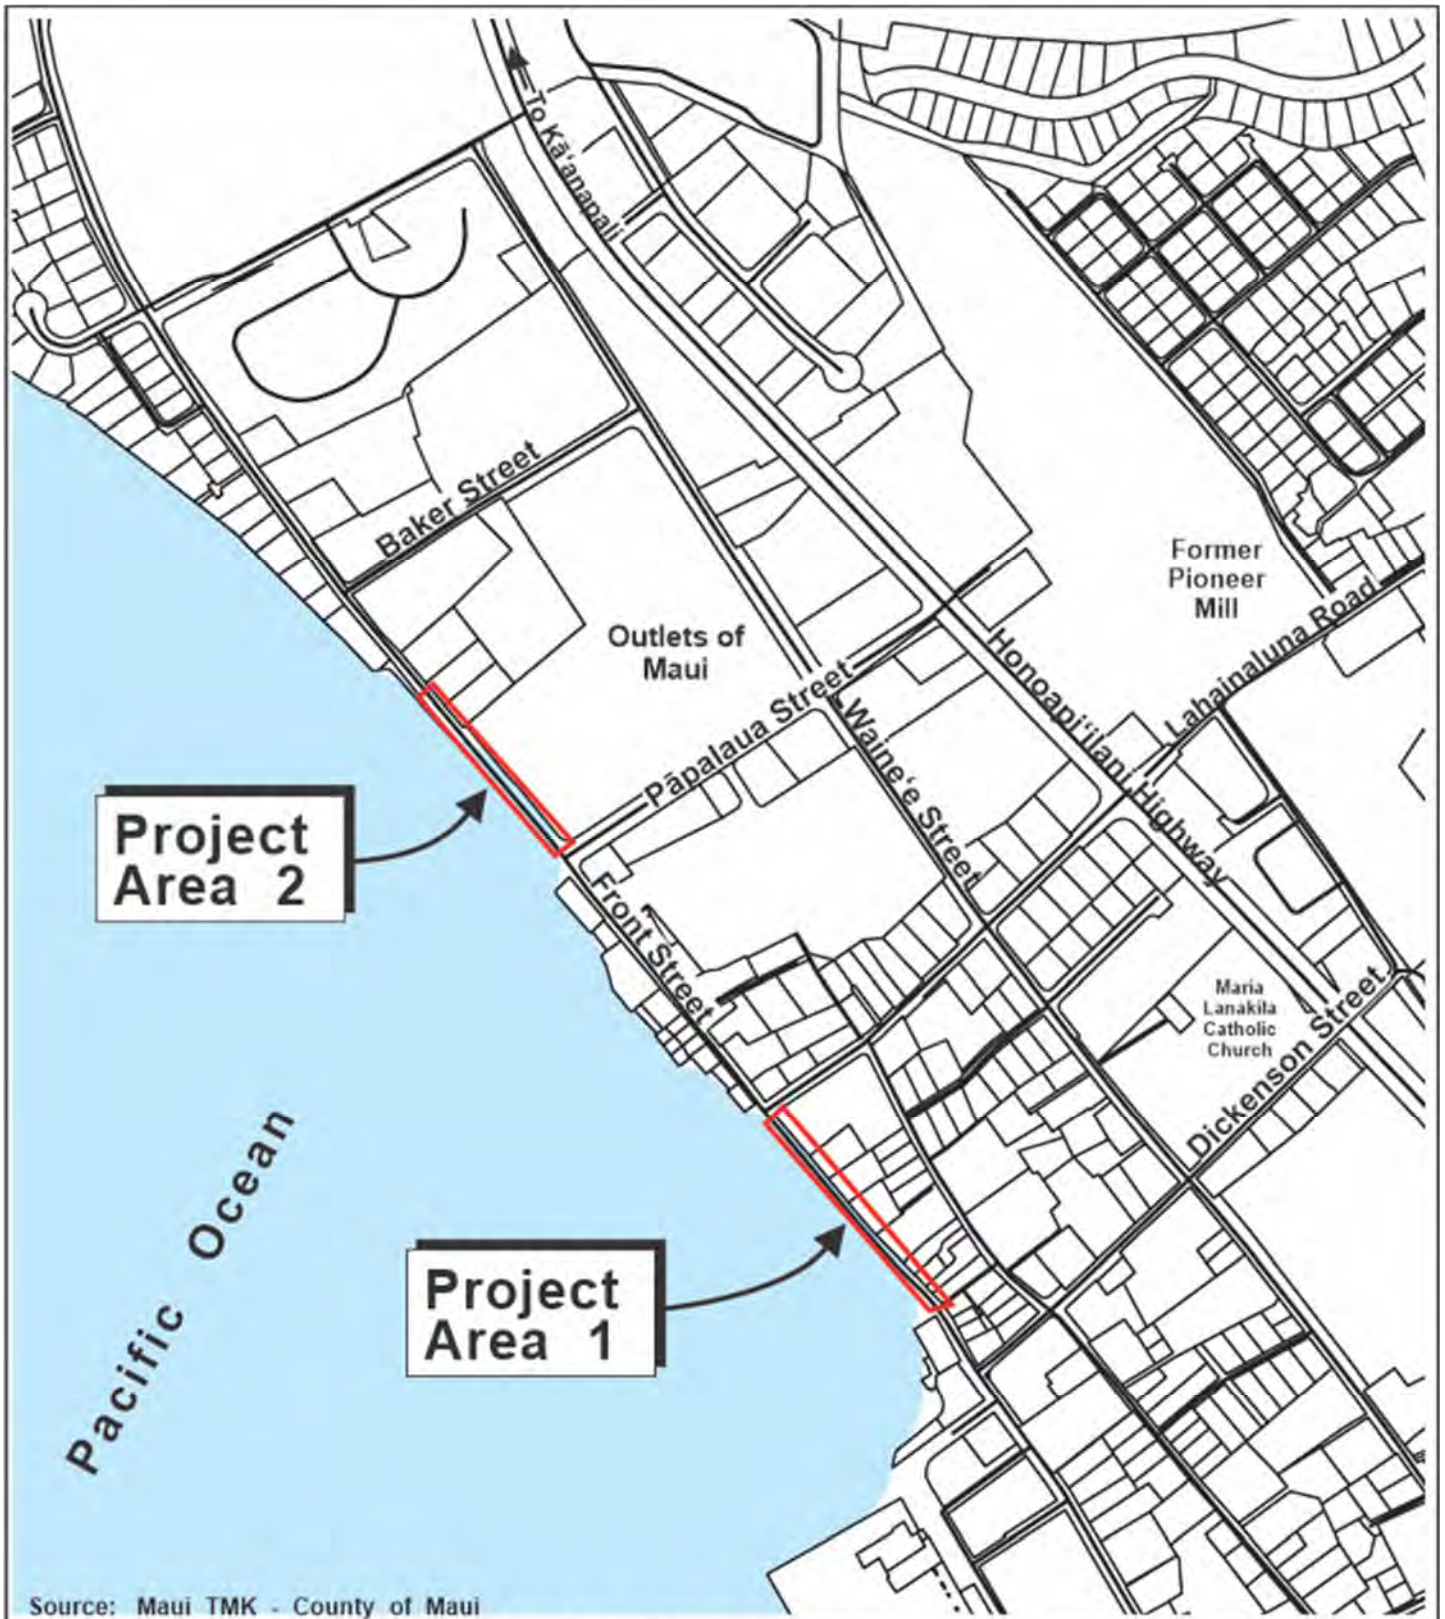 To Kā‘anapali
Baker Street
Former
Pioneer
Mill
Outlets of
Maui
Lahainaluna Road
Honoapi‘ilani Highway
Pāpalaua Street
Waine‘e Street
Project
Area 2
Front Street
Maria
Lanakila
Catholic
Church
Dickenson Street
Pacific Ocean
Project
Area 1
Source: Maui TMK - County of Maui